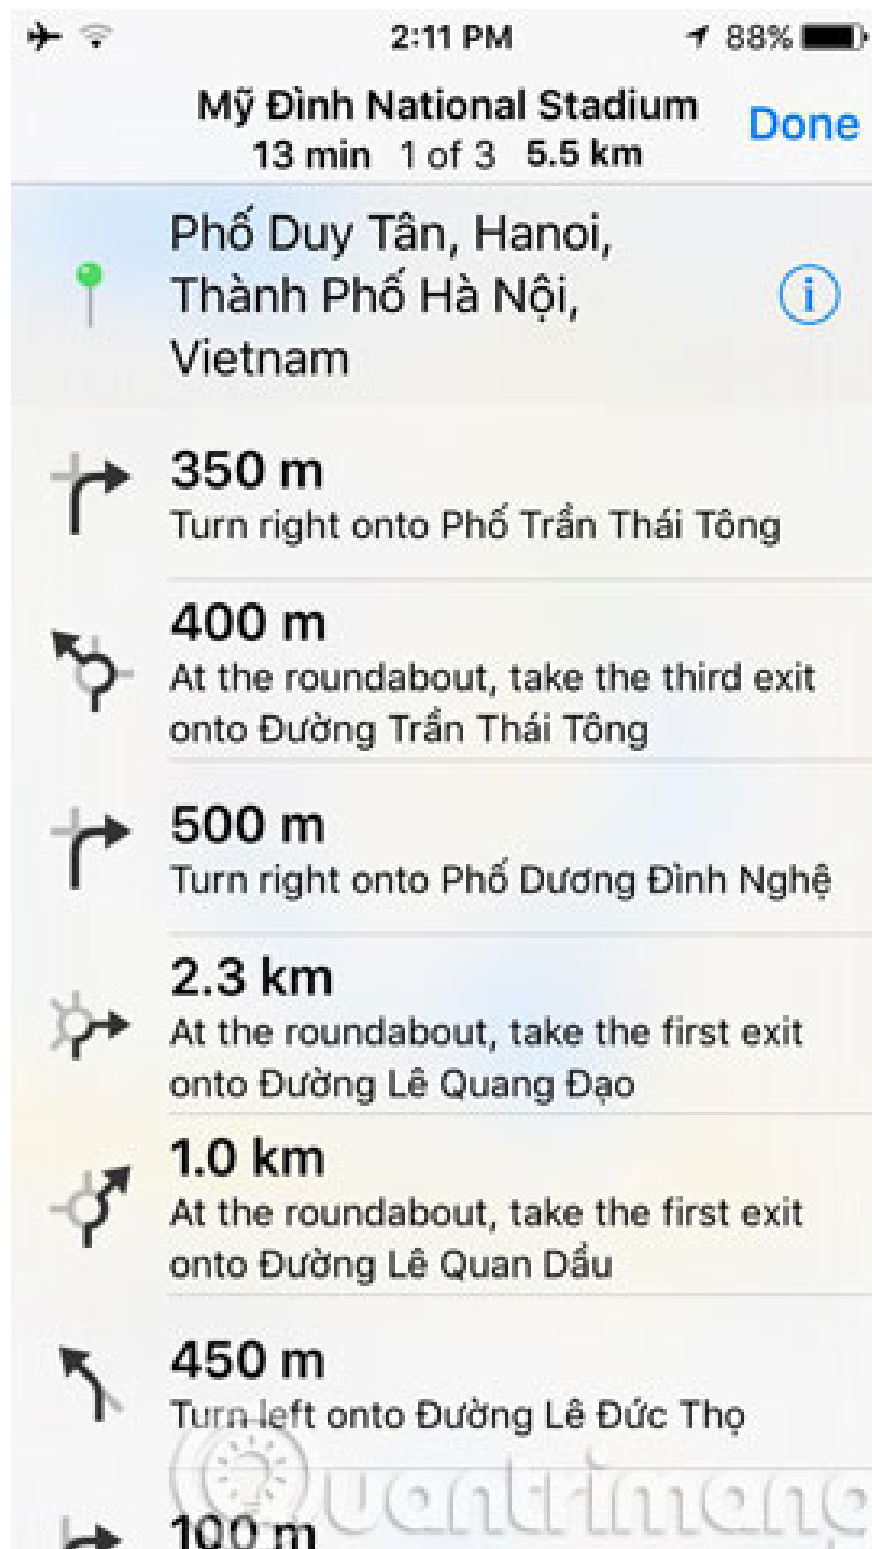 2:11 PM 88%
Mỹ Đình National Stadium
Done
13 min 1 of 3 5.5 km
Phố Duy Tân, Hanoi,
Thành Phố Hà Nội,
Vietnam
350 m
Turn right onto Phố Trần Thái Tông
400 m
At the roundabout, take the third exit
onto Đường Trần Thái Tông
500 m
Turn right onto Phố Dương Đình Nghệ
2.3 km
At the roundabout, take the first exit
onto Đường Lê Quang Đạo
1.0 km
At the roundabout, take the first exit
onto Đường Lê Quan Dẩu
450 m
Turn left onto Đường Lê Đức Thọ
100 m
uantrimang